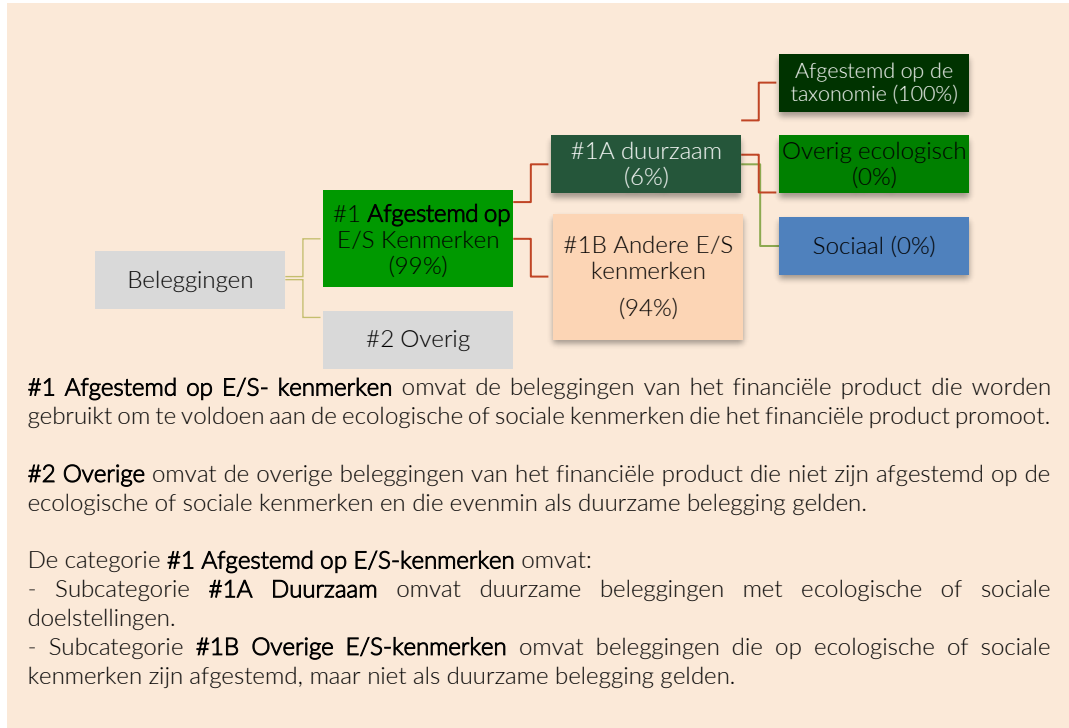 Afgestemd op de
taxonomie (100%)
#1A duurzaam
(6%)
Overig ecologisch
(0%)
#1 Afgestemd op
E/S Kenmerken
(99%)
#1B Andere E/S
kenmerken
(94%)
Sociaal (0%)
Beleggingen
#2 Overig
#1 Afgestemd op E/S- kenmerken omvat de beleggingen van het financiële product die worden
gebruikt om te voldoen aan de ecologische of sociale kenmerken die het financiële product promoot.
#2 Overige omvat de overige beleggingen van het financiële product die niet zijn afgestemd op de
ecologische of sociale kenmerken en die evenmin als duurzame belegging gelden.
De categorie #1 Afgestemd op E/S-kenmerken omvat:
- Subcategorie #1A Duurzaam omvat duurzame beleggingen met ecologische of sociale
doelstellingen.
- Subcategorie #1B Overige E/S-kenmerken omvat beleggingen die op ecologische of sociale
kenmerken zijn afgestemd, maar niet als duurzame belegging gelden.